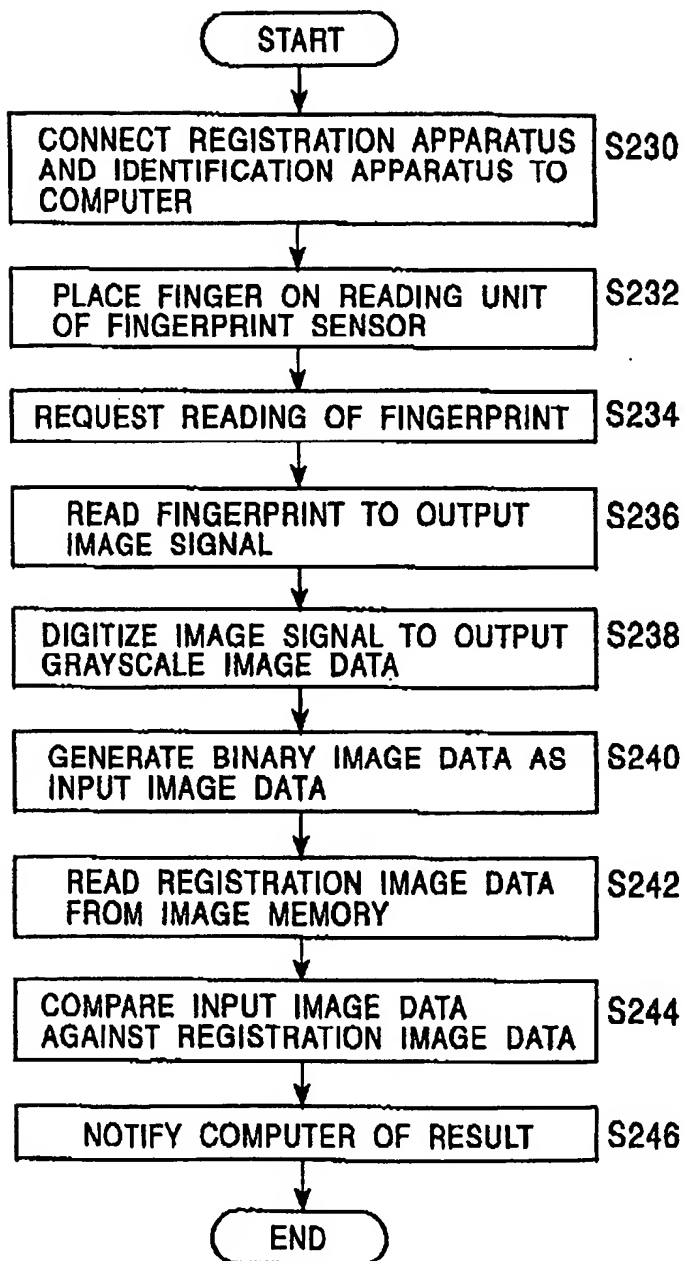 START
CONNECT REGISTRATION APPARATUS
AND IDENTIFICATION APPARATUS TO
COMPUTER
S230
PLACE FINGER ON READING UNIT
OF FINGERPRINT SENSOR
S232
REQUEST READING OF FINGERPRINT
S234
READ FINGERPRINT TO OUTPUT
IMAGE SIGNAL
S236
DIGITIZE IMAGE SIGNAL TO OUTPUT
GRAYSCALE IMAGE DATA
S238
GENERATE BINARY IMAGE DATA AS
INPUT IMAGE DATA
S240
READ REGISTRATION IMAGE DATA
FROM IMAGE MEMORY
S242
COMPARE INPUT IMAGE DATA
AGAINST REGISTRATION IMAGE DATA
S244
NOTIFY COMPUTER OF RESULT
S246
END